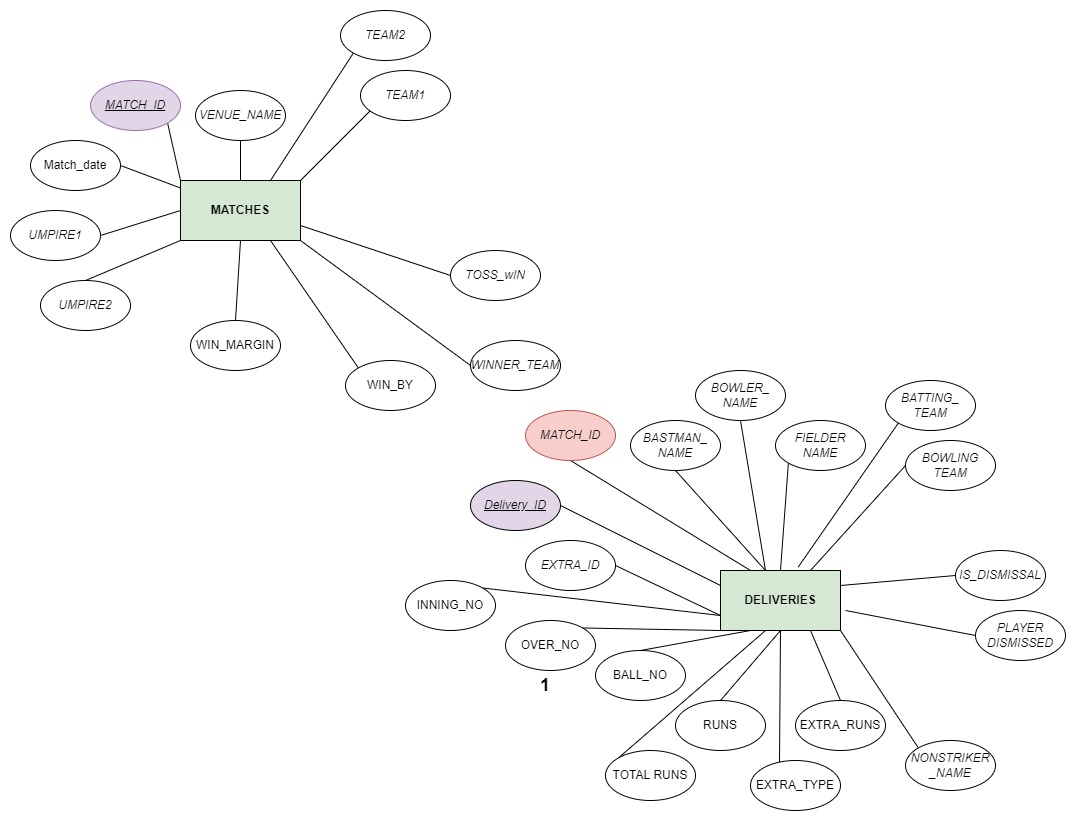 TEAM2
TEAM1
MATCH_ID
VENUE_NAME
Match_date
MATCHES
UMPIRE1
UMPIRE2
TOSS_wIN
WIN_MARGIN
WINNER_TEAM
WIN_BY
BOWLER_
NAME
BATTING_
TEAM
MATCH_ID
BASTMAN_
NAME
FIELDER
NAME
BOWLING
TEAM
Delivery_ID
EXTRA_ID
IS_DISMISSAL
INNING_NO
DELIVERIES
PLAYER
DISMISSED
OVER_NO
1
BALL_NO
RUNS
EXTRA_RUNS
NONSTRIKER
_NAME
TOTAL RUNS
EXTRA_TYPE